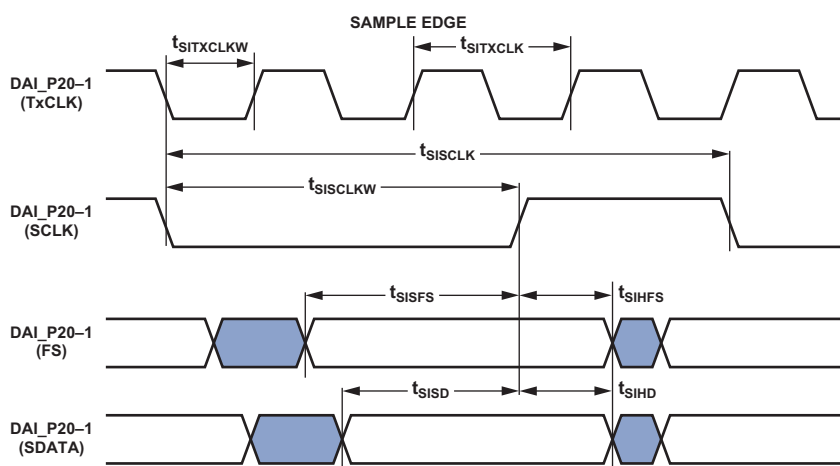 SAMPLE EDGE
tSITXCLKW
tSITXCLK
DAI_P20–1
(TxCLK)
tSISCLK
tSISCLKW
DAI_P20–1
(SCLK)
tSISFS
tSIHFS
DAI_P20–1
(FS)
tSISD
tSIHD
DAI_P20–1
(SDATA)